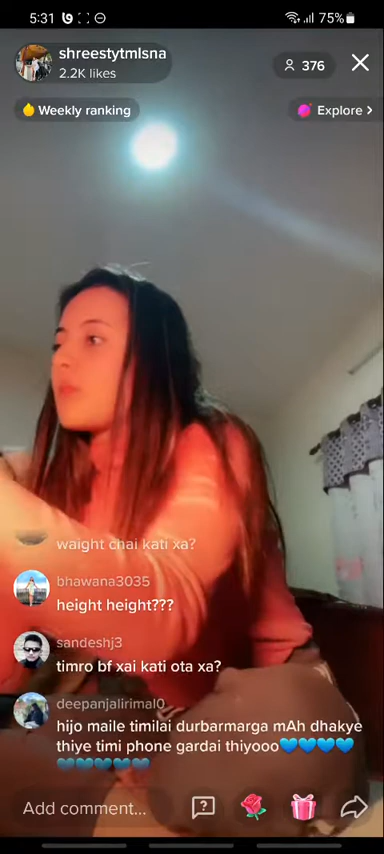 5:31 75%
shreestytmlsna
2.2K likes
376
Weekly ranking
Explore >
waight chai kati xa?
bhawana3035
height height???
sandeshj3
timro bf xai kati ota xa?
deepanjalirimal0
hijo maile timilai durbarmarga mAh dhakye
thiye timi phone gardai thiyooo💙💙💙💙
💙💙💙💙💙
Add comment...